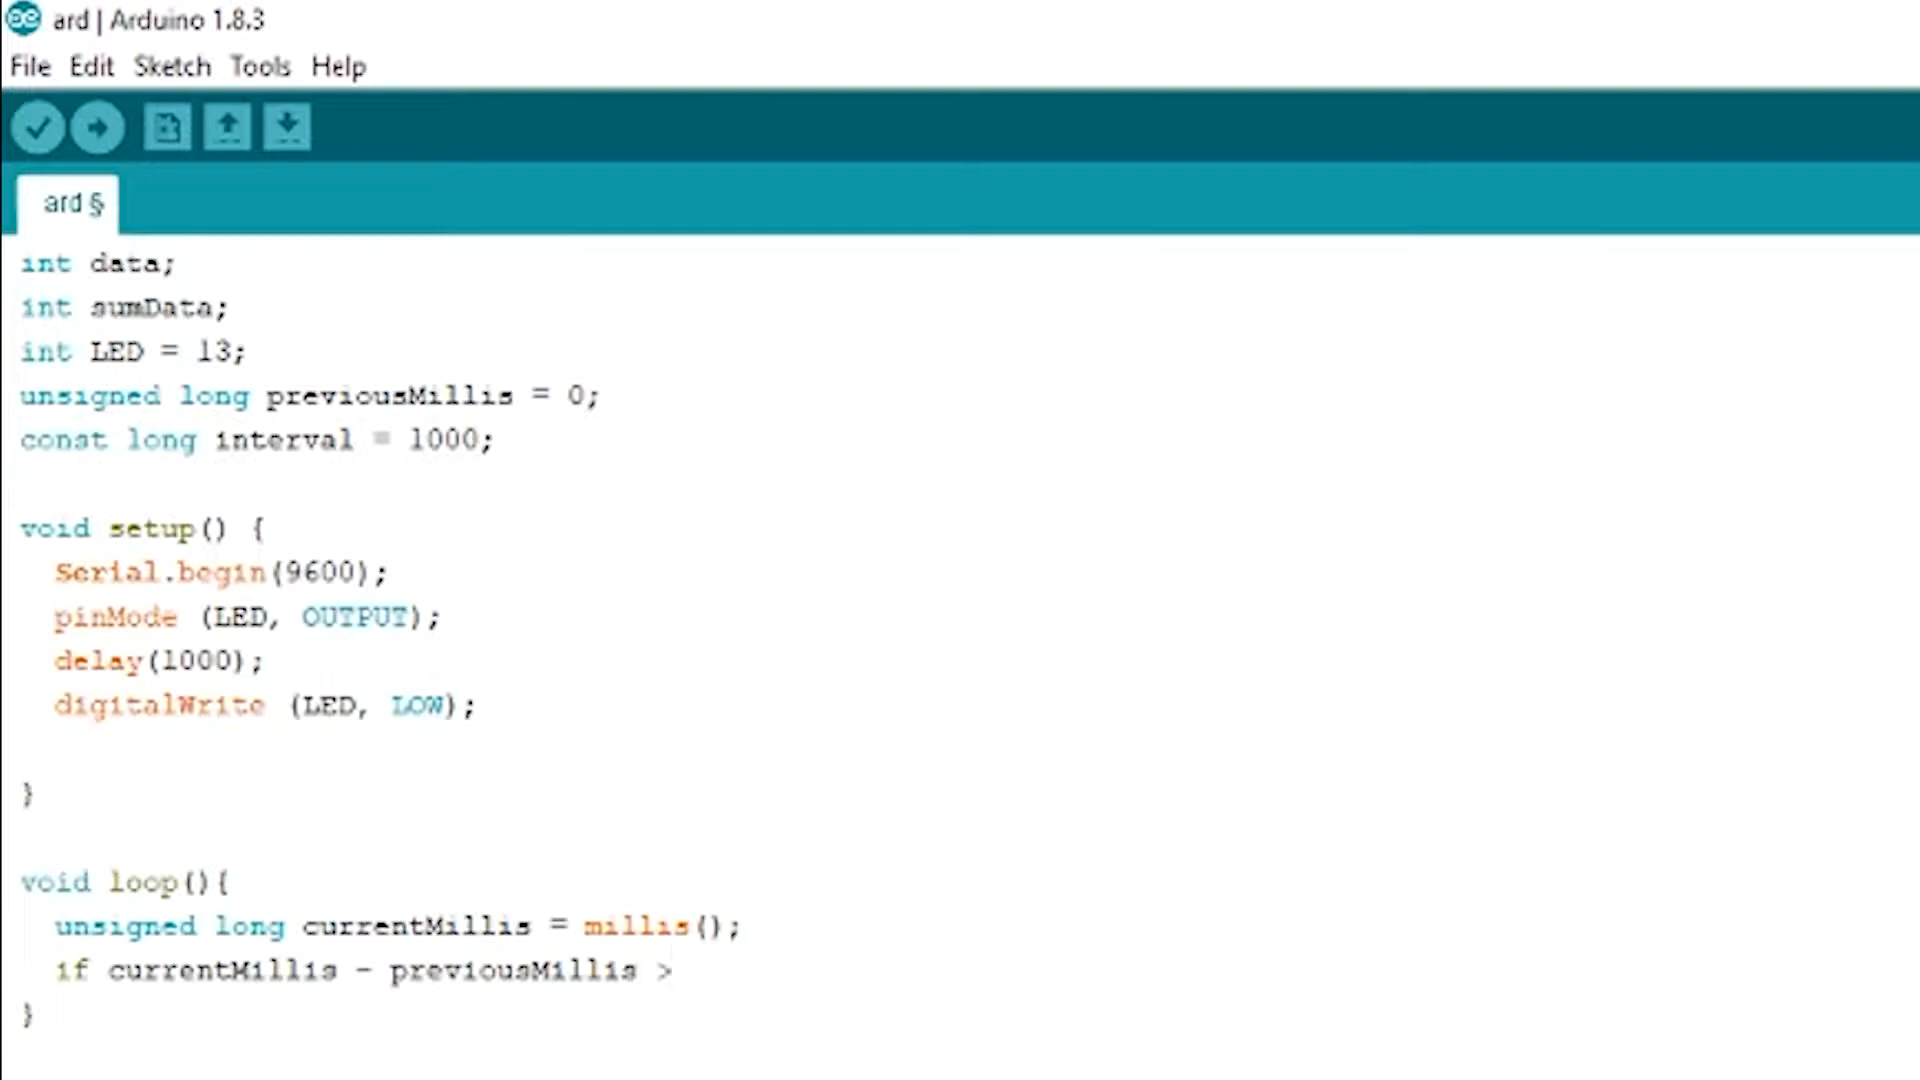 ard | Arduino 1.8.3
File Edit Sketch Tools Help
ard §
int data;
int sumData;
int LED = 13;
unsigned long previousMillis = 0;
const long interval = 1000;
void setup() {
Serial.begin(9600);
pinMode (LED, OUTPUT);
delay(1000);
digitalWrite (LED, LOW);
}
void loop(){
unsigned long currentMillis = millis();
if currentMillis - previousMillis >
}